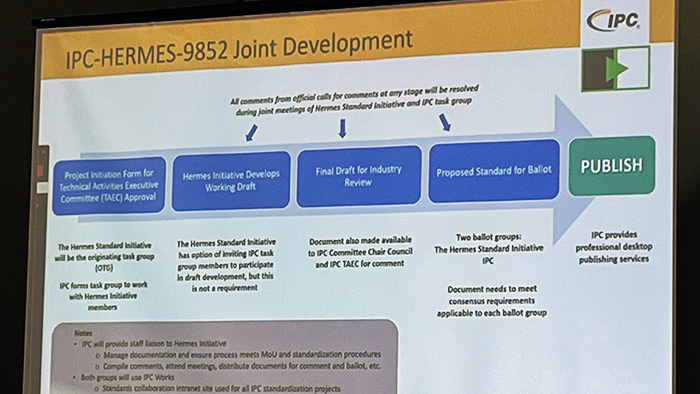 IPC-HERMES-9852 Joint Development
IPC
All comments from official calls for comments at any stage will be resolved
during joint meetings of Hermes Standard Initiative and IPC task group
Project Initiation Form for
Technical Activities Executive
Committee (TAEC) Approval
Hermes Initiative Develops
Working Draft
Final Draft for Industry
Review
Proposed Standard for Ballot
PUBLISH
The Hermes Standard Initiative
will be the originating task group
(OTG)
IPC forms task group to work
with Hermes Initiative
members
The Hermes Standard Initiative
has option of inviting IPC task
group members to participate
in draft development, but this
is not a requirement
Document also made available
to IPC Committee Chair Council
and IPC TAEC for comment
Two ballot groups:
The Hermes Standard Initiative
IPC
Document needs to meet
consensus requirements
applicable to each ballot group
IPC provides
professional desktop
publishing services
Notes
• IPC will provide staff liaison to Hermes Initiative
o Manage documentation and ensure process meets MoU and standardization procedures
o Compile comments, attend meetings, distribute documents for comment and ballot, etc.
• Both groups will use IPC Works
o Standards collaboration intranet site used for all IPC standardization projects